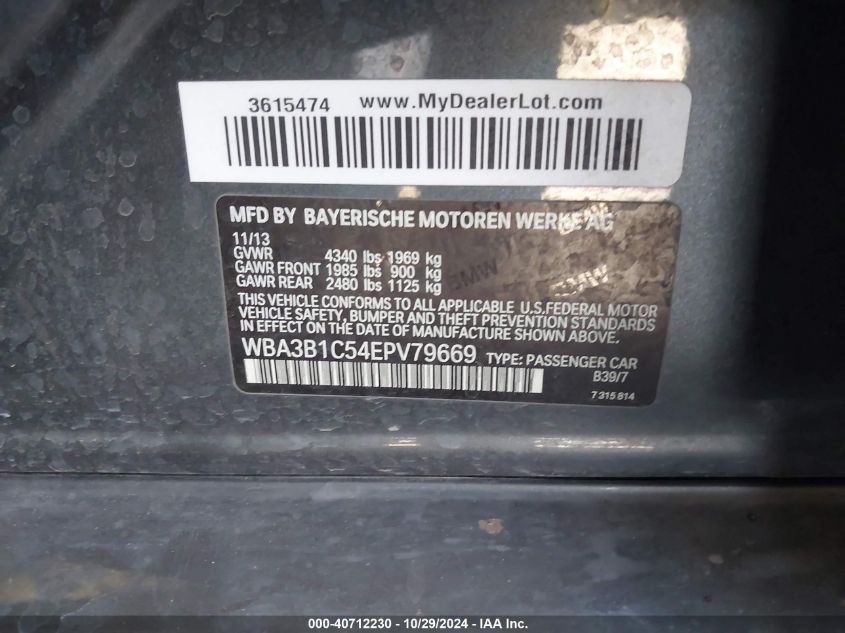 3615474 www.MyDealerLot.com
MFD BY BAYERISCHE MOTOREN WERKE AG
11/13
GVWR 4340 lbs 1969 kg
GAWR FRONT 1985 lbs 900 kg
GAWR REAR 2480 lbs 1125 kg
THIS VEHICLE CONFORMS TO ALL APPLICABLE U.S.FEDERAL MOTOR
VEHICLE SAFETY, BUMPER AND THEFT PREVENTION STANDARDS
IN EFFECT ON THE DATE OF MANUFACTURE SHOWN ABOVE.
WBA3B1C54EPV79669 TYPE: PASSENGER CAR
B39/7
7 315 814
000-40712230 - 10/29/2024 - IAA Inc.